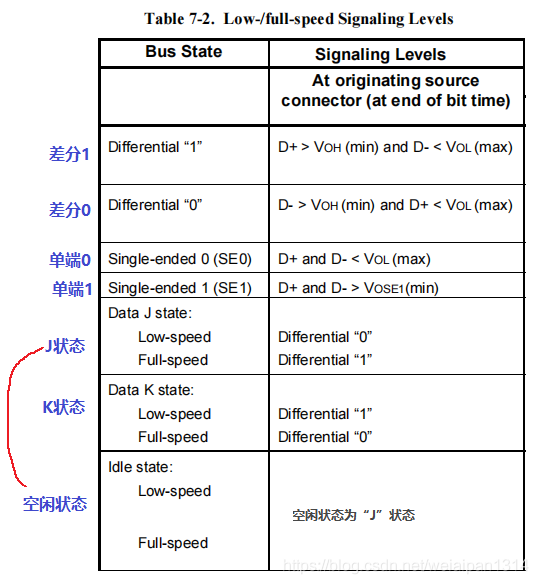 Table 7-2. Low-/full-speed Signaling Levels
Bus State
Signaling Levels
At originating source
connector (at end of bit time)
差分1
Differential “1”
D+ > VOH (min) and D- < VOL (max)
差分0
Differential “0”
D- > VOH (min) and D+ < VOL (max)
单端0
Single-ended 0 (SE0)
D+ and D- < VOL (max)
单端1
Single-ended 1 (SE1)
D+ and D- > VOSE1(min)
Data J state:
J状态
Low-speed
Differential “0”
Full-speed
Differential “1”
Data K state:
K状态
Low-speed
Differential “1”
Full-speed
Differential “0”
Idle state:
空闲状态
Low-speed
空闲状态为“J”状态
Full-speed